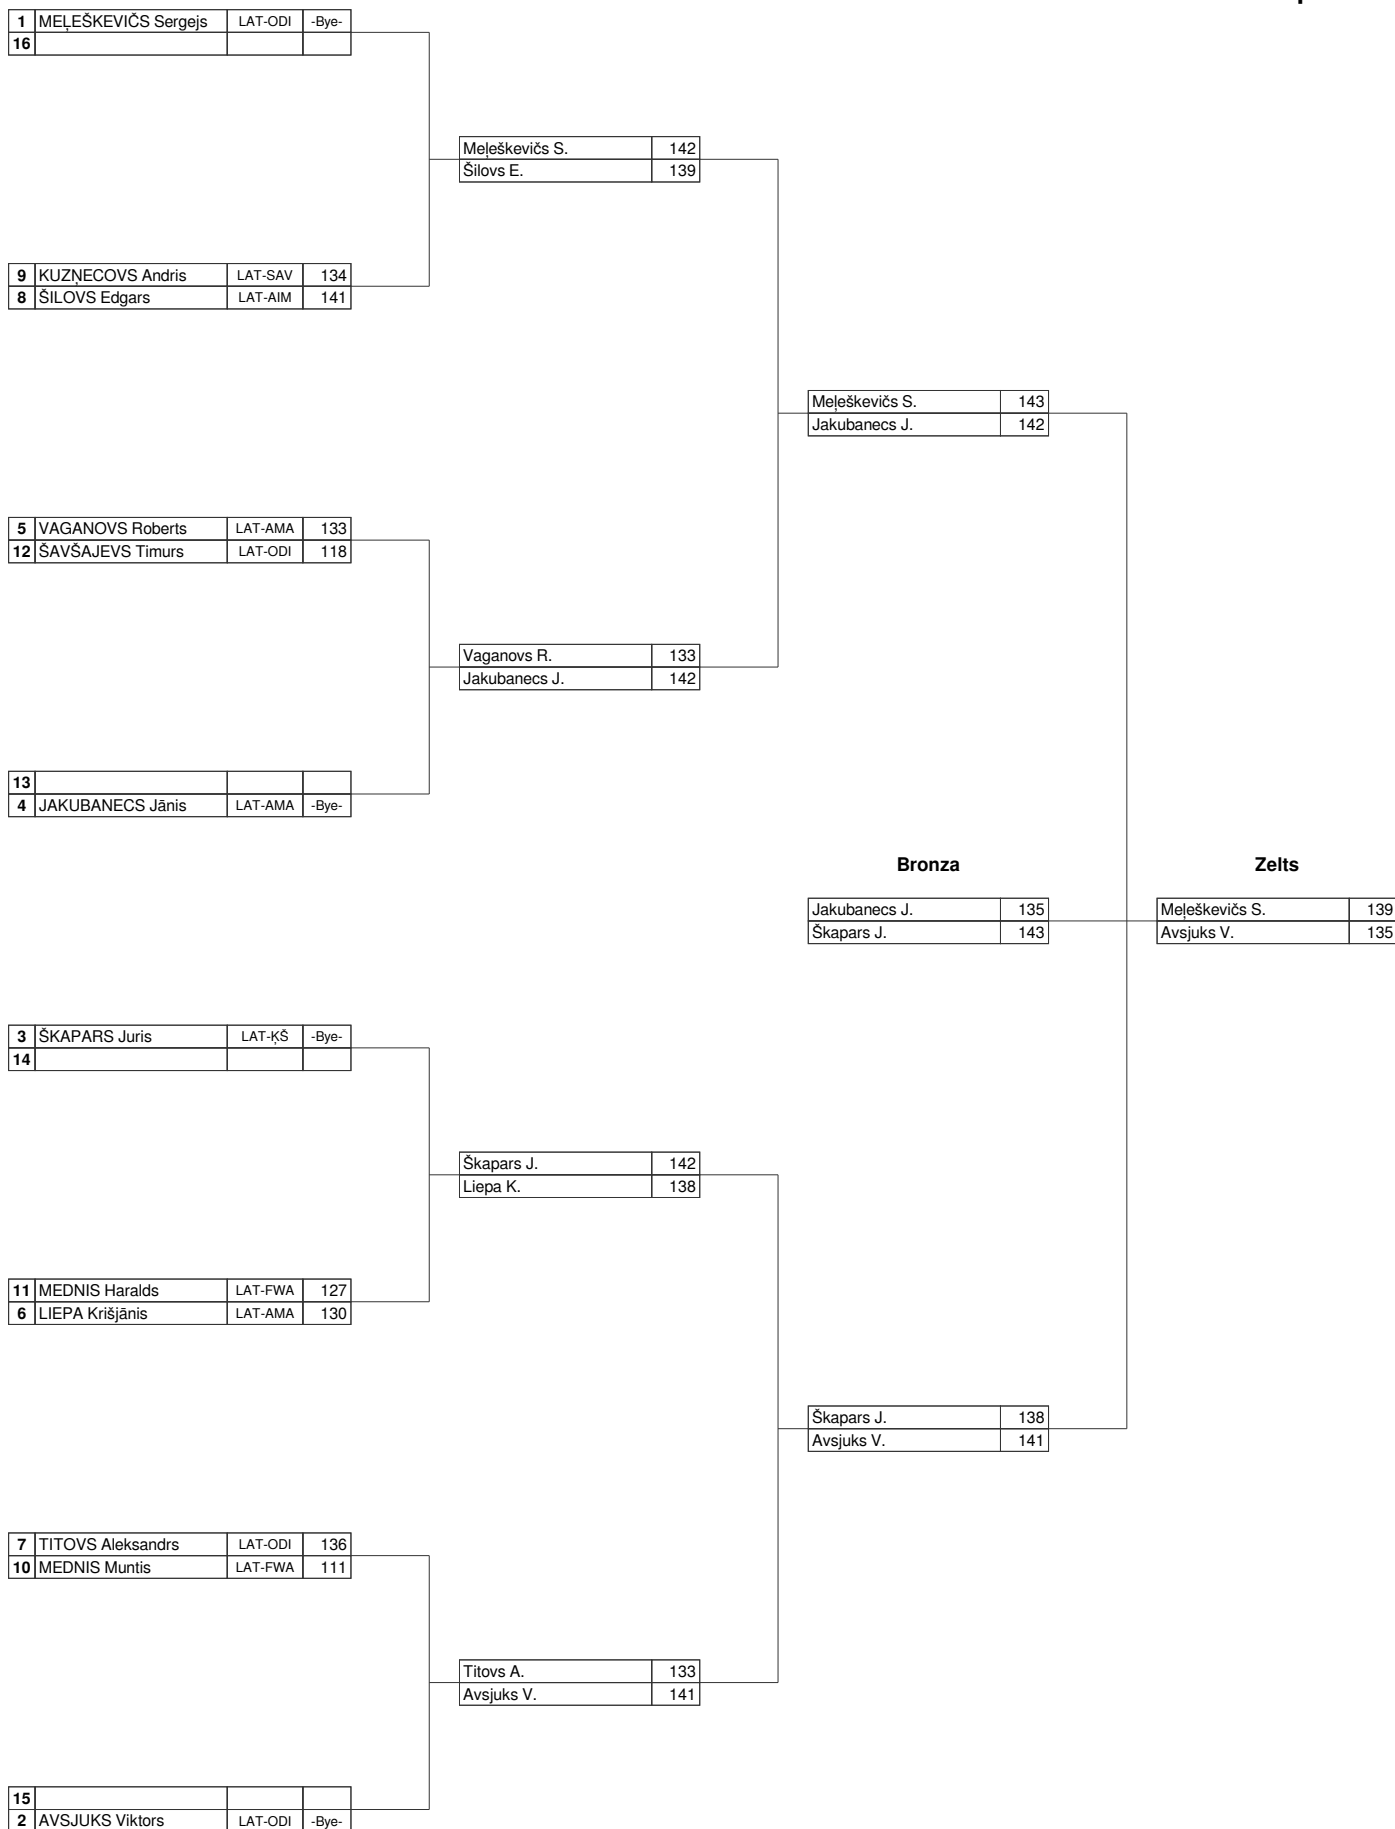 1 MEĻEŠKEVIČS Sergejs LAT-ODI -Bye-
16
Meļeškevičs S. 142
Šilovs E. 139
9 KUZŅECOVS Andris LAT-SAV 134
8 ŠILOVS Edgars LAT-AIM 141
Meļeškevičs S. 143
Jakubanecs J. 142
5 VAGANOVS Roberts LAT-AMA 133
12 ŠAVŠAJEVS Timurs LAT-ODI 118
Vaganovs R. 133
Jakubanecs J. 142
13
4 JAKUBANECS Jānis LAT-AMA -Bye-
Bronza Zelts
Jakubanecs J. 135 Meļeškevičs S. 139
Škapars J. 143 Avsjuks V. 135
3 ŠKAPARS Juris LAT-ĶŠ -Bye-
14
Škapars J. 142
Liepa K. 138
11 MEDNIS Haralds LAT-FWA 127
6 LIEPA Krišjānis LAT-AMA 130
Škapars J. 138
Avsjuks V. 141
7 TITOVS Aleksandrs LAT-ODI 136
10 MEDNIS Muntis LAT-FWA 111
Titovs A. 133
Avsjuks V. 141
15
2 AVSJUKS Viktors LAT-ODI -Bye-